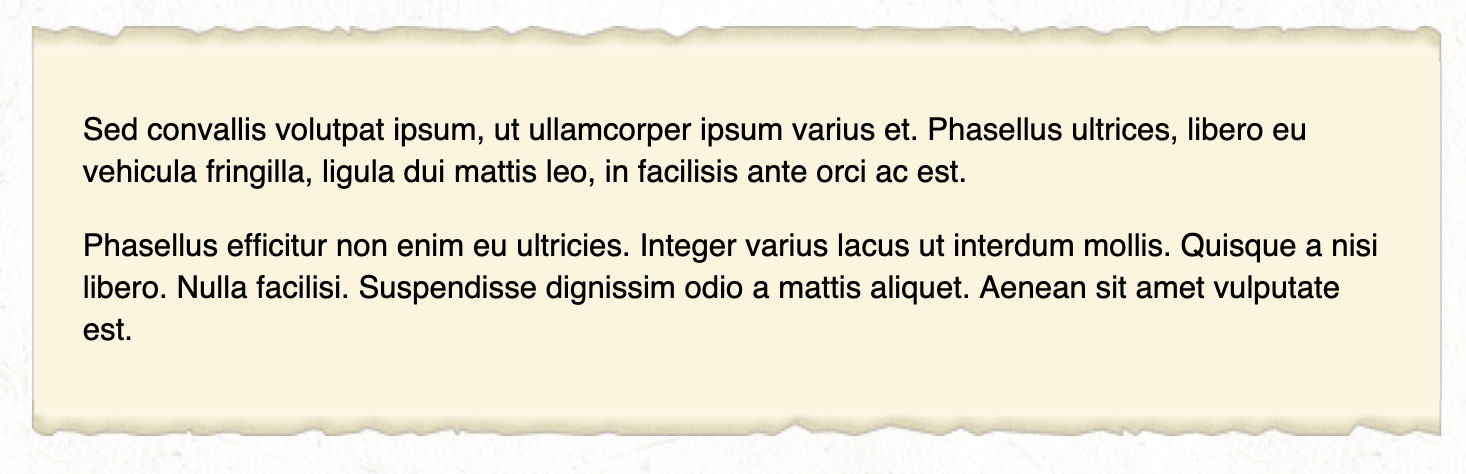 Sed convallis volutpat ipsum, ut ullamcorper ipsum varius et. Phasellus ultrices, libero eu
vehicula fringilla, ligula dui mattis leo, in facilisis ante orci ac est.
Phasellus efficitur non enim eu ultricies. Integer varius lacus ut interdum mollis. Quisque a nisi
libero. Nulla facilisi. Suspendisse dignissim odio a mattis aliquet. Aenean sit amet vulputate
est.